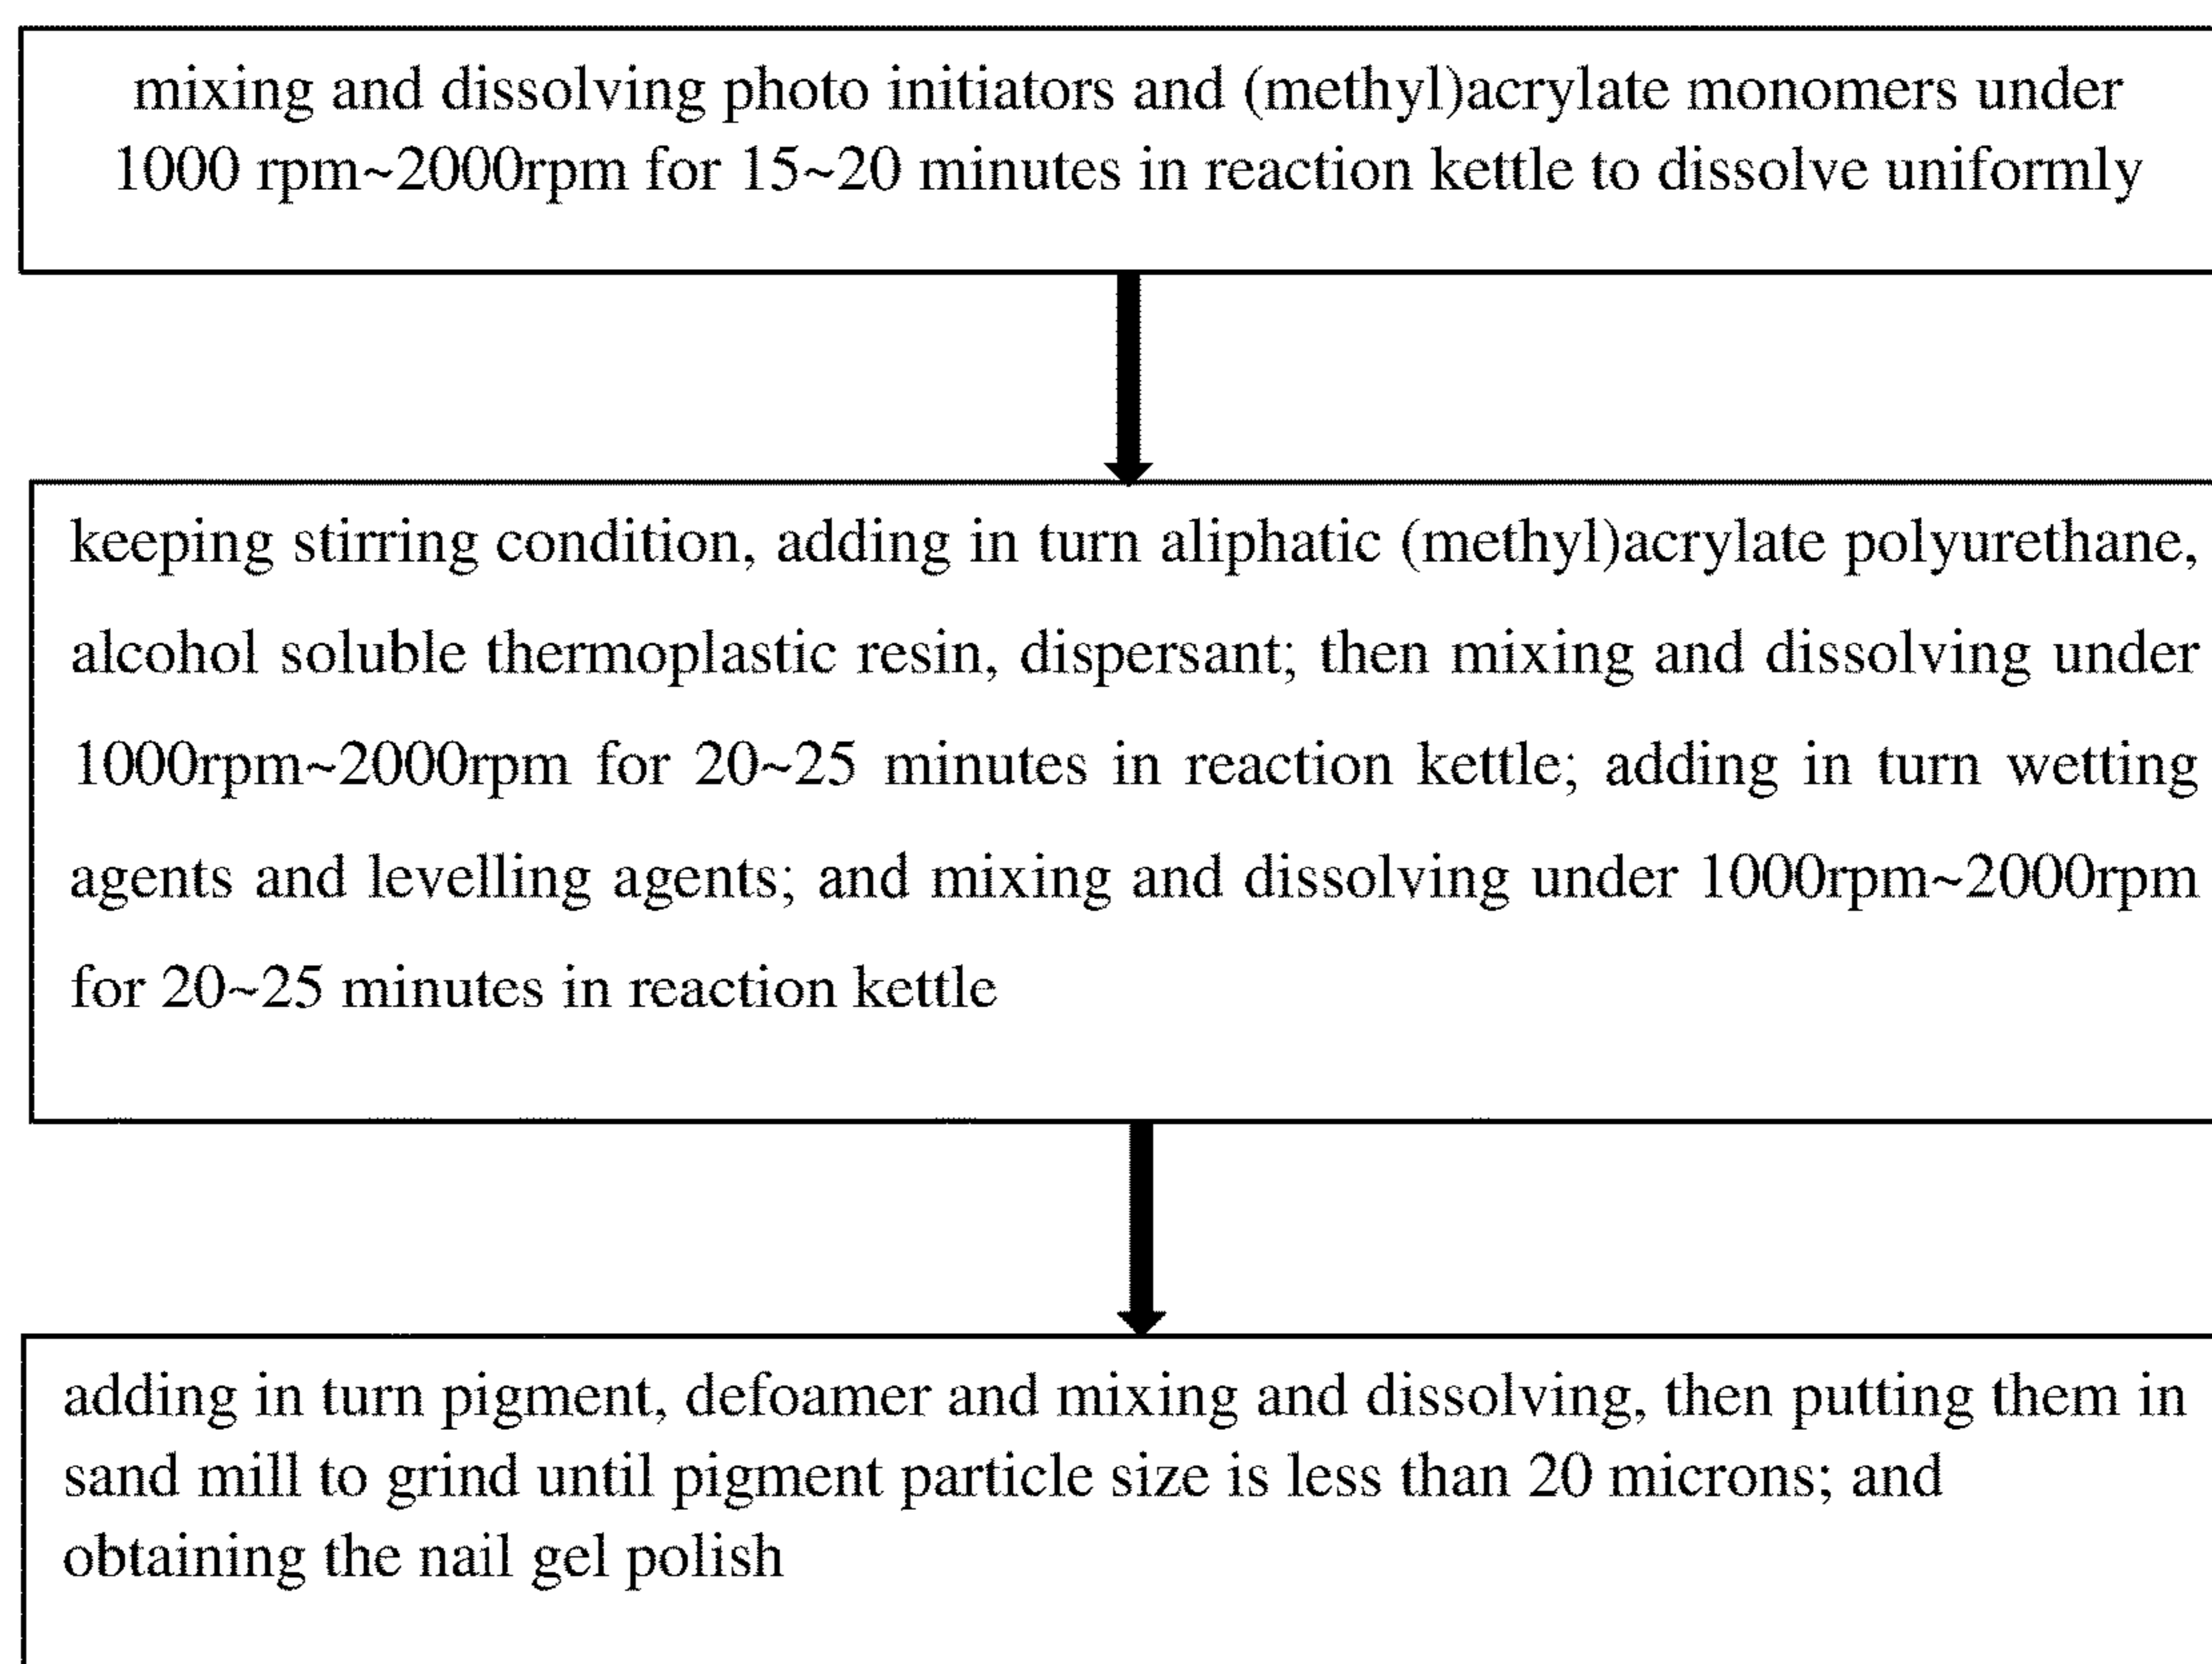 mixing and dissolving photo initiators and (methyl)acrylate monomers under
1000 rpm~2000rpm for 15~20 minutes in reaction kettle to dissolve uniformly
keeping stirring condition, adding in turn aliphatic (methyl)acrylate polyurethane,
alcohol soluble thermoplastic resin, dispersant; then mixing and dissolving under
1000rpm~2000rpm for 20~25 minutes in reaction kettle; adding in turn wetting
agents and levelling agents; and mixing and dissolving under 1000rpm~2000rpm
for 20~25 minutes in reaction kettle
adding in turn pigment, defoamer and mixing and dissolving, then putting them in
sand mill to grind until pigment particle size is less than 20 microns; and
obtaining the nail gel polish